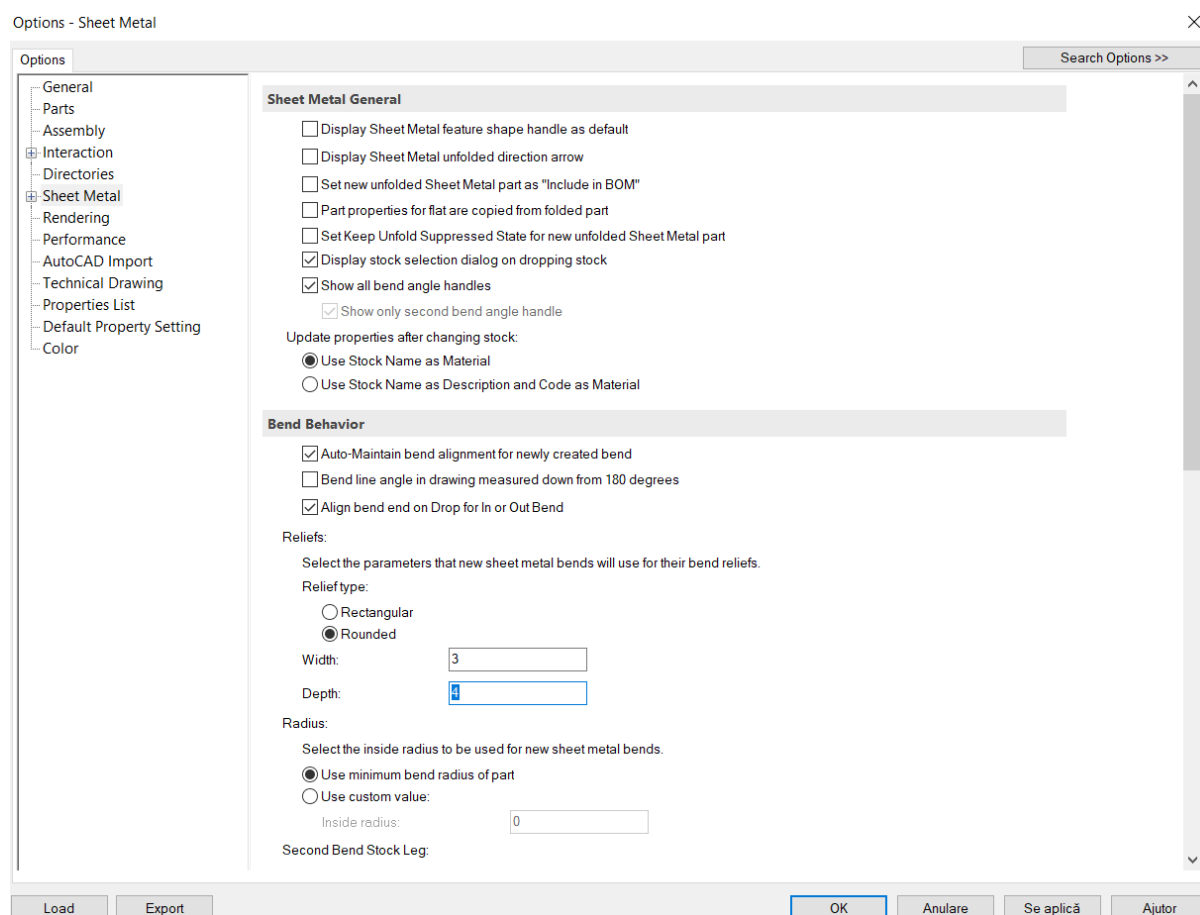 Options - Sheet Metal
Options
Search Options >>
General
Parts
Assembly
Interaction
Directories
Sheet Metal
Rendering
Performance
AutoCAD Import
Technical Drawing
Properties List
Default Property Setting
Color
Sheet Metal General
Display Sheet Metal feature shape handle as default
Display Sheet Metal unfolded direction arrow
Set new unfolded Sheet Metal part as "Include in BOM"
Part properties for flat are copied from folded part
Set Keep Unfold Suppressed State for new unfolded Sheet Metal part
Display stock selection dialog on dropping stock
Show all bend angle handles
Show only second bend angle handle
Update properties after changing stock:
Use Stock Name as Material
Use Stock Name as Description and Code as Material
Bend Behavior
Auto-Maintain bend alignment for newly created bend
Bend line angle in drawing measured down from 180 degrees
Align bend end on Drop for In or Out Bend
Reliefs:
Select the parameters that new sheet metal bends will use for their bend reliefs.
Relief type:
Rectangular
Rounded
Width: 3
Depth: 4
Radius:
Select the inside radius to be used for new sheet metal bends.
Use minimum bend radius of part
Use custom value:
Inside radius: 0
Second Bend Stock Leg:
Load Export OK Anulare Se aplică Ajutor